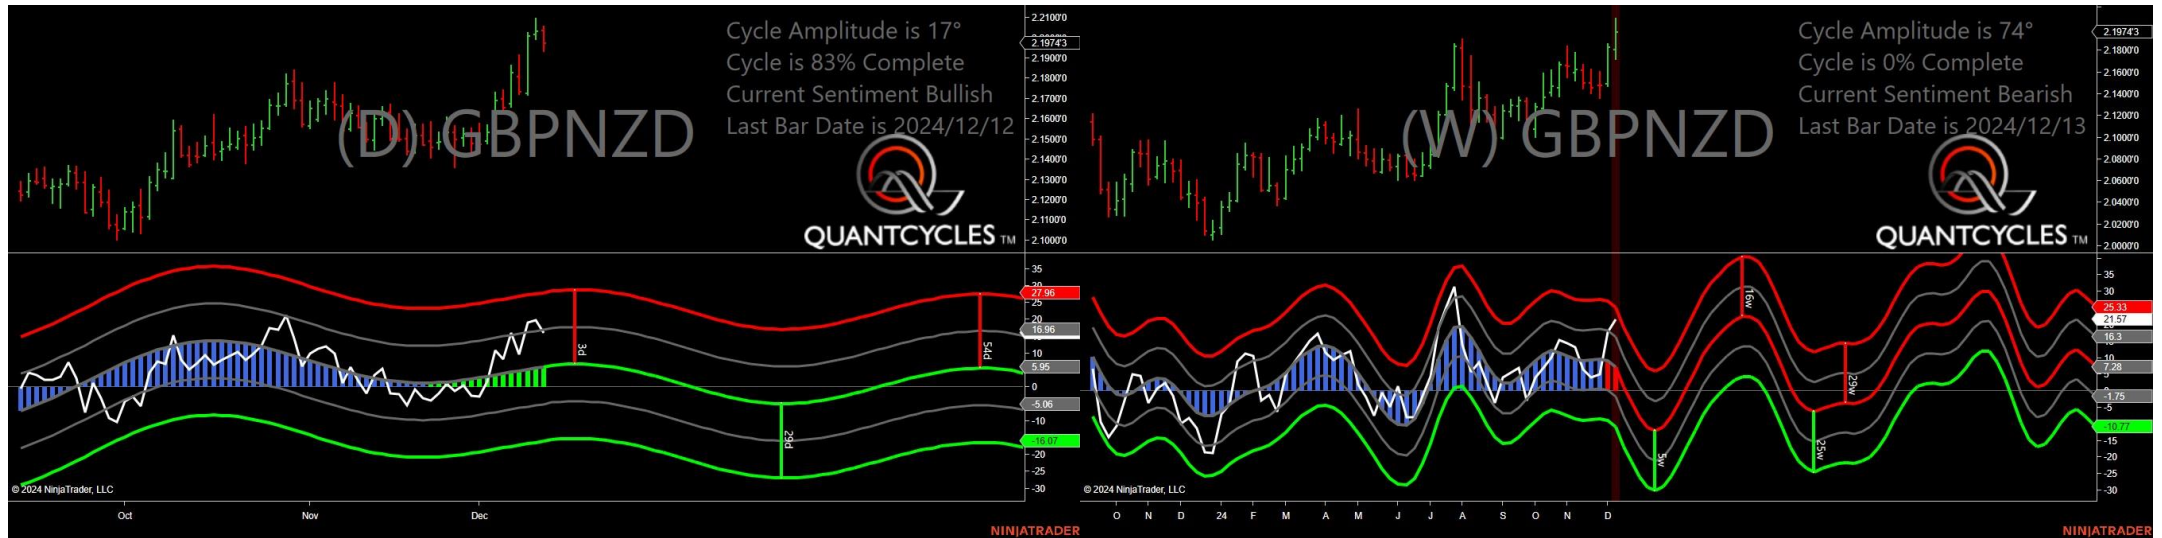 Cycle Amplitude is 17°
Cycle is 83% Complete
Current Sentiment Bullish
Last Bar Date is 2024/12/12
(D) GBPNZD
QUANTCYCLES TM
2.2100'0
2.1974'3
2.1900'0
2.1800'0
2.1700'0
2.1600'0
2.1500'0
2.1400'0
2.1300'0
2.1200'0
2.1100'0
2.1000'0
35
30
27.96
25
20
16.96
10
5.95
0
-5.06
-10
-16.07
-20
-25
-30
3d
29d
54d
© 2024 NinjaTrader, LLC
Oct
Nov
Dec
NINJATRADER
Cycle Amplitude is 74°
Cycle is 0% Complete
Current Sentiment Bearish
Last Bar Date is 2024/12/13
(W) GBPNZD
QUANTCYCLES TM
2.1974'3
2.1800'0
2.1600'0
2.1400'0
2.1200'0
2.1000'0
2.0800'0
2.0600'0
2.0400'0
2.0200'0
2.0000'0
35
30
25.33
21.57
16.3
10
7.28
-1.75
-5
-10.77
-15
-20
-25
-30
5w
16w
25w
29w
© 2024 NinjaTrader, LLC
O
N
D
24
F
M
A
M
J
J
A
S
O
N
D
NINJATRADER